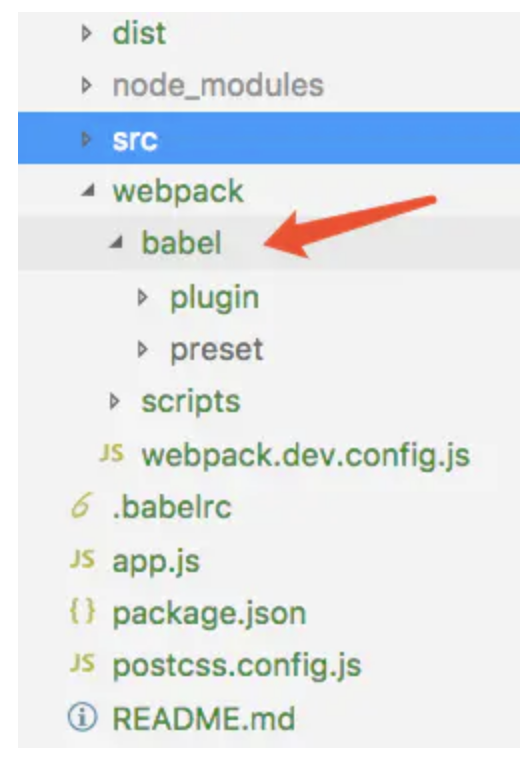 dist
node_modules
src
webpack
babel
plugin
preset
scripts
JS webpack.dev.config.js
6 .babelrc
JS app.js
{} package.json
JS postcss.config.js
i README.md